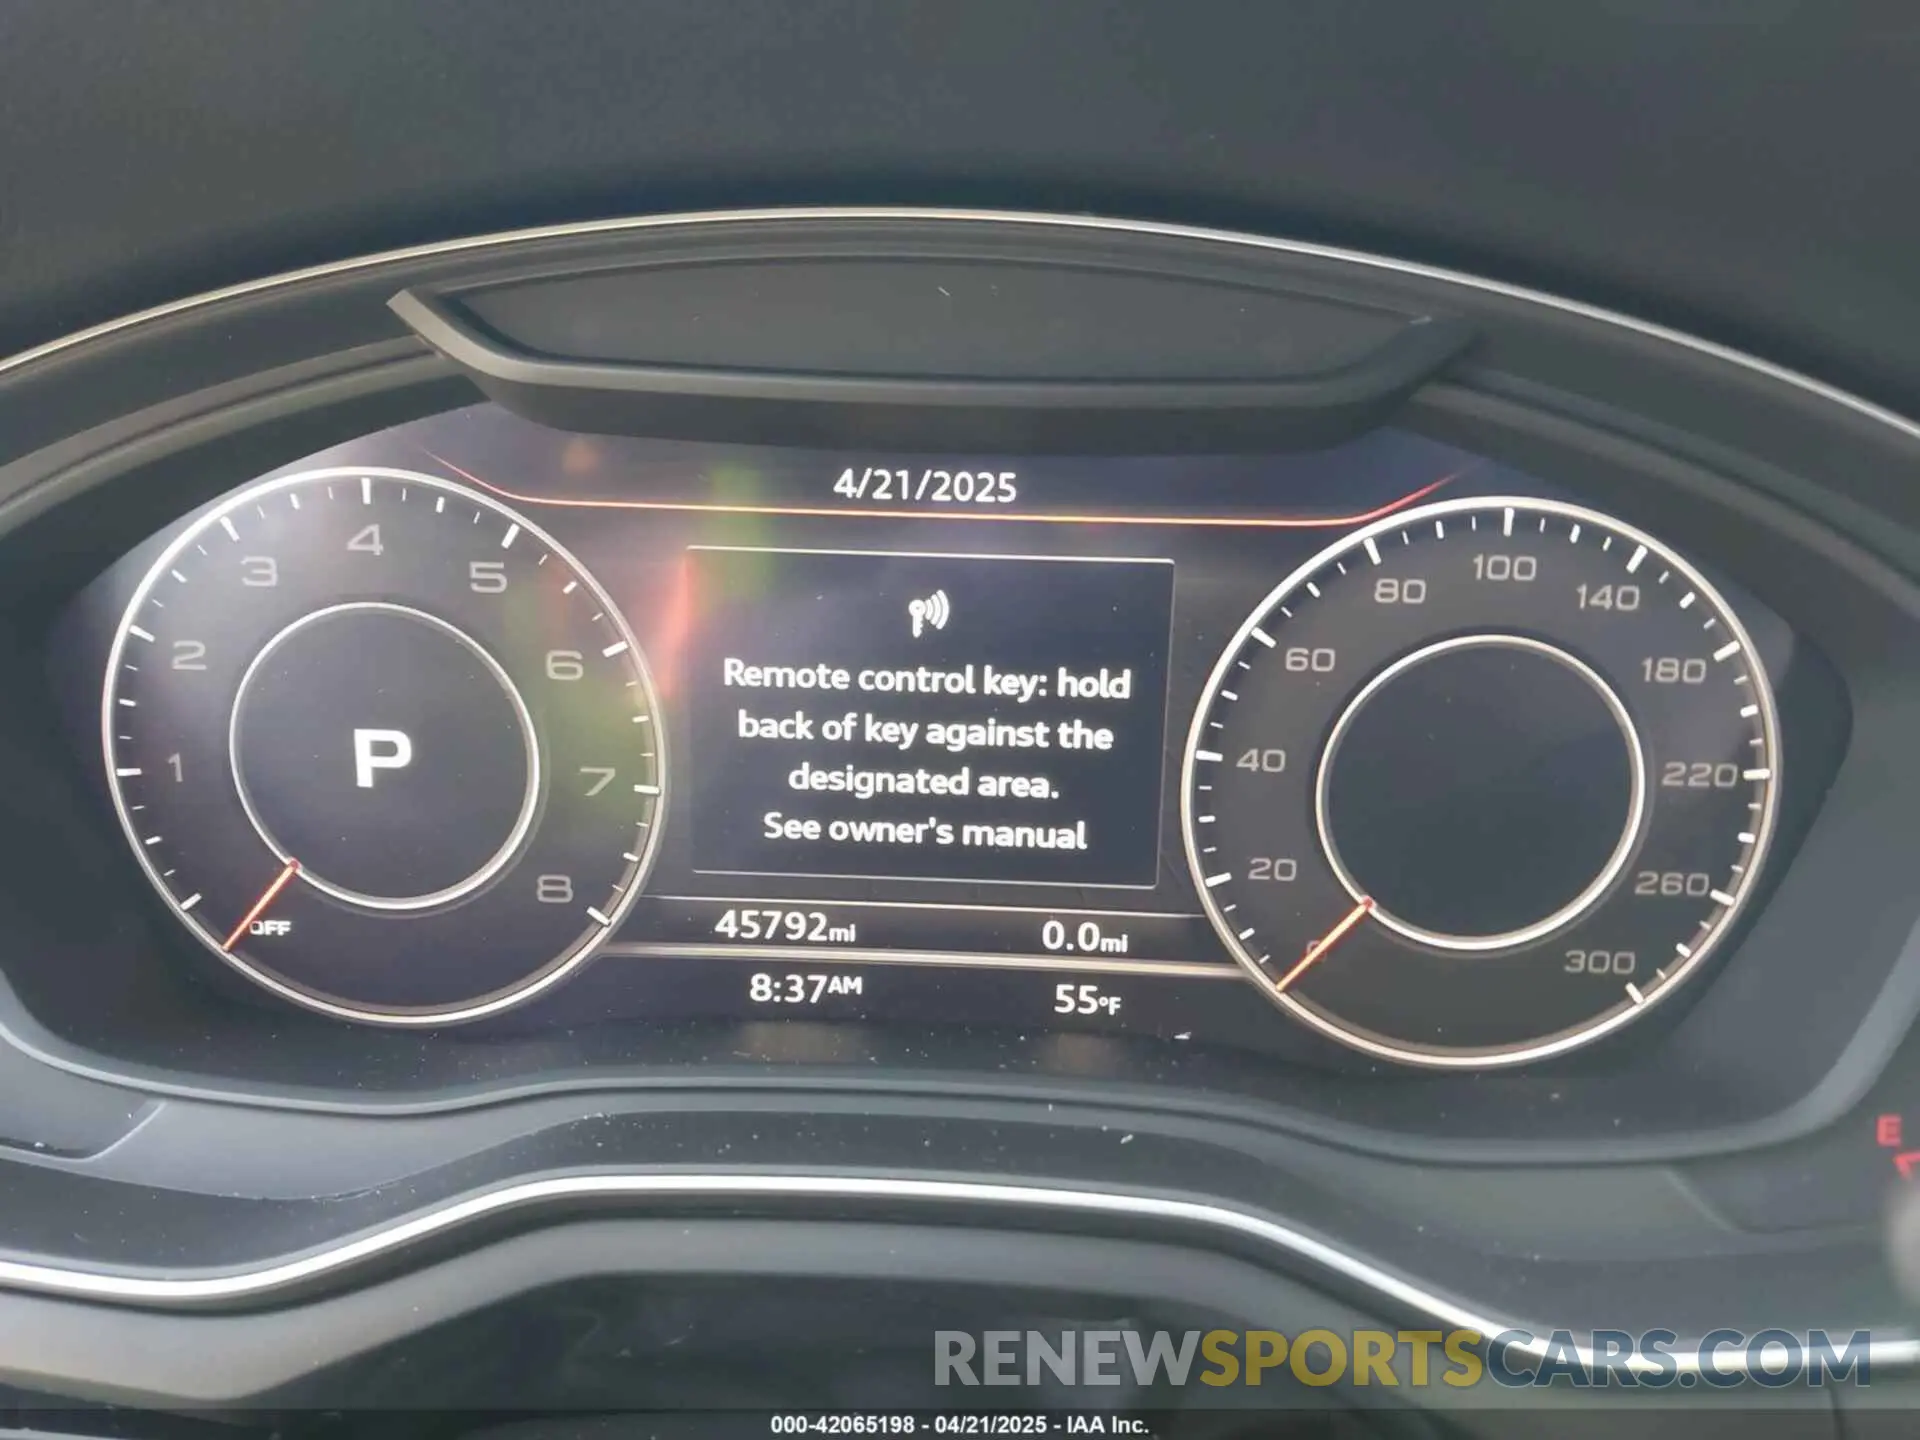 4/21/2025
1 2 3 4 5 6 7 8
OFF
P
Remote control key: hold
back of key against the
designated area.
See owner's manual
20 40 60 80 100 140 180 220 260 300
45792mi 0.0mi
8:37AM 55°F
E
RENEWSPORTSCARS.COM
000-42065198 - 04/21/2025 - IAA Inc.